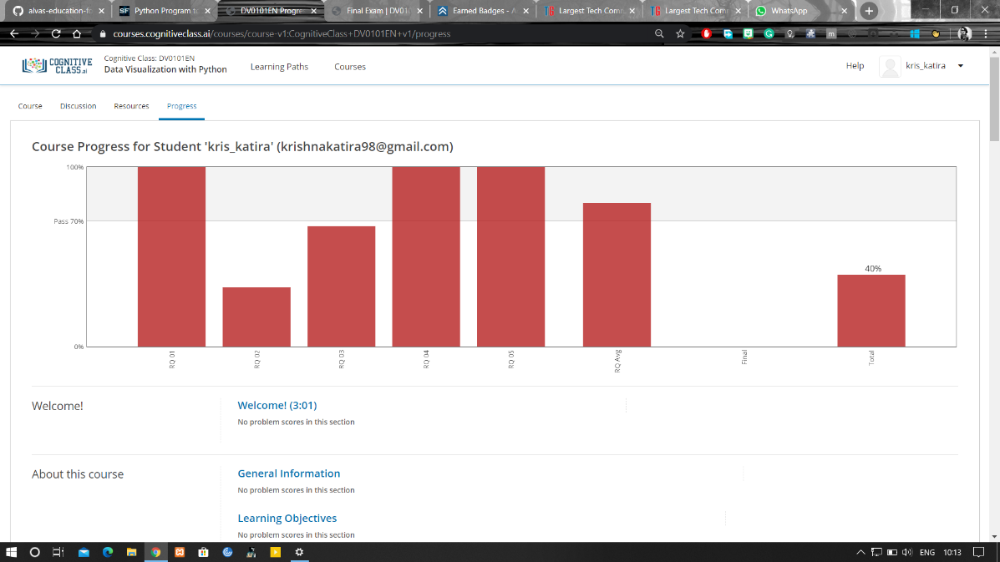 alvas-education-fo
SF Python Program to
DV0101EN Progre
Final Exam | DV01
Earned Badges - A
TG Largest Tech Com
TG Largest Tech Com
WhatsApp
courses.cognitiveclass.ai/courses/course-v1:CognitiveClass+DV0101EN+v1/progress
COGNITIVE
CLASS.ai
Cognitive Class: DV0101EN
Data Visualization with Python
Learning Paths
Courses
Help
kris_katira
Course
Discussion
Resources
Progress
Course Progress for Student 'kris_katira' (krishnakatira98@gmail.com)
100%
Pass 70%
0%
40%
RQ 01
RQ 02
RQ 03
RQ 04
RQ 05
RQ Avg
Final
Total
Welcome!
Welcome! (3:01)
No problem scores in this section
About this course
General Information
No problem scores in this section
Learning Objectives
No problem scores in this section
ENG
10:13